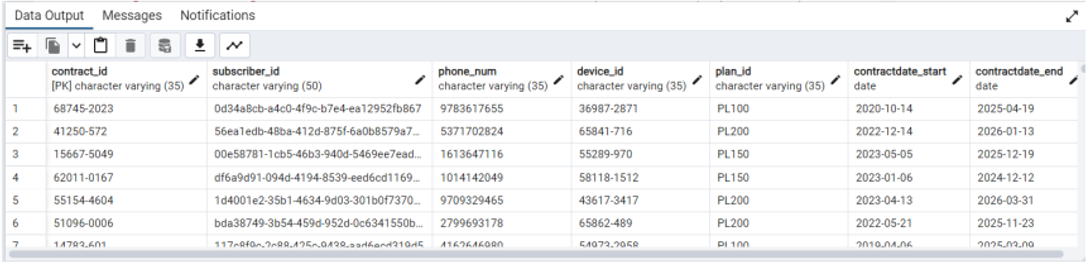 Data Output Messages Notifications
contract_id subscriber_id phone_num device_id plan_id contractdate_start contractdate_end
[PK] character varying (35) character varying (50) character varying (35) character varying (35) character varying (35) date date
1 68745-2023 0d34a8cb-a4c0-4f9c-b7e4-ea12952fb867 9783617655 36987-2871 PL100 2020-10-14 2025-04-19
2 41250-572 56ea1edb-48ba-412d-875f-6a0b8579a7... 5371702824 65841-716 PL200 2022-12-14 2026-01-13
3 15667-5049 00e58781-1cb5-46b3-940d-5469ee7ead... 1613647116 55289-970 PL150 2023-05-05 2025-12-19
4 62011-0167 df6a9d91-094d-4194-8539-eed6cd1169... 1014142049 58118-1512 PL150 2023-01-06 2024-12-12
5 55154-4604 1d4001e2-35b1-4634-9d03-301b0f7370... 9709329465 43617-3417 PL200 2023-04-13 2026-03-31
6 51096-0006 bda38749-3b54-459d-952d-0c6341550b... 2799693178 65862-489 PL200 2022-05-21 2025-11-23
7 14783-601 117c8f9c-2c88-425c-9438-aad6ecd319d5 4162646980 54973-2958 PL100 2019-04-06 2025-03-09